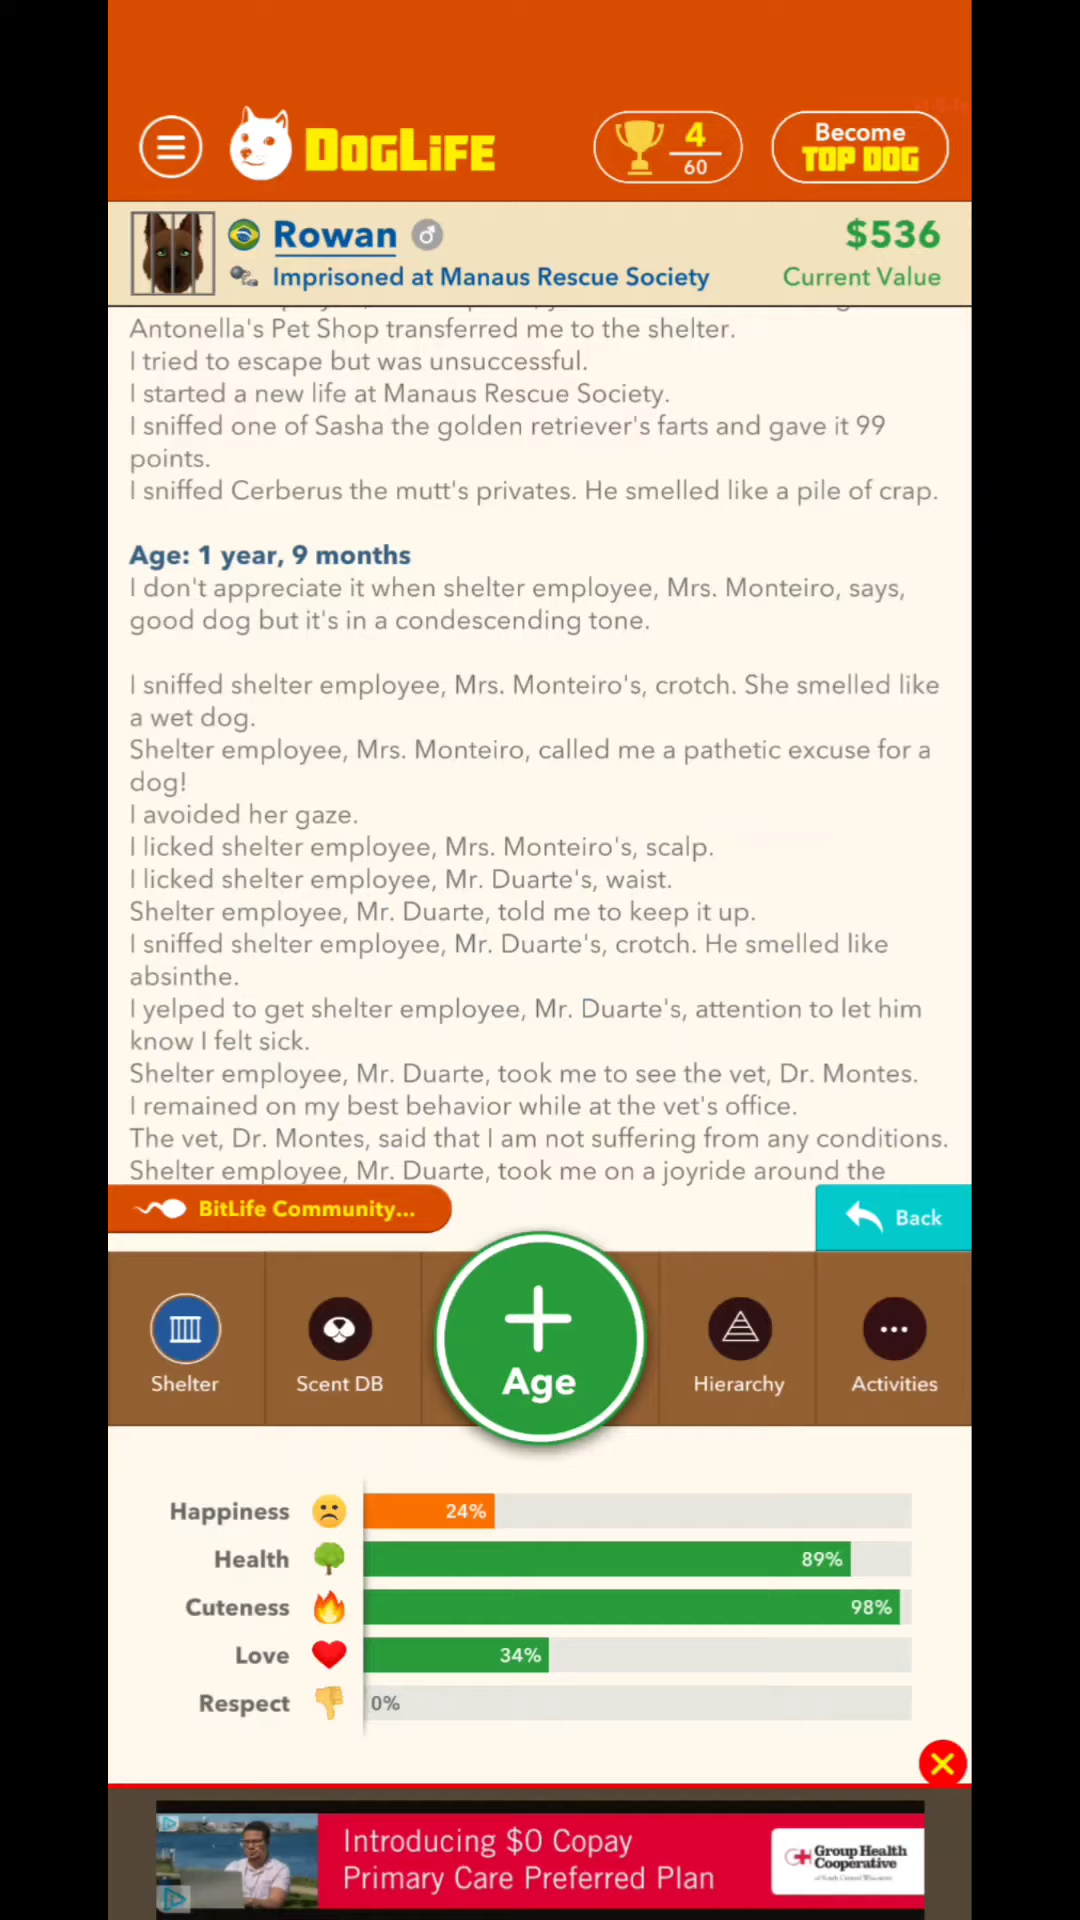 DOGLIFE
4
60
Become
TOP DOG
Rowan
$536
Imprisoned at Manaus Rescue Society
Current Value
Antonella's Pet Shop transferred me to the shelter.
I tried to escape but was unsuccessful.
I started a new life at Manaus Rescue Society.
I sniffed one of Sasha the golden retriever's farts and gave it 99
points.
I sniffed Cerberus the mutt's privates. He smelled like a pile of crap.
Age: 1 year, 9 months
I don't appreciate it when shelter employee, Mrs. Monteiro, says,
good dog but it's in a condescending tone.
I sniffed shelter employee, Mrs. Monteiro's, crotch. She smelled like
a wet dog.
Shelter employee, Mrs. Monteiro, called me a pathetic excuse for a
dog!
I avoided her gaze.
I licked shelter employee, Mrs. Monteiro's, scalp.
I licked shelter employee, Mr. Duarte's, waist.
Shelter employee, Mr. Duarte, told me to keep it up.
I sniffed shelter employee, Mr. Duarte's, crotch. He smelled like
absinthe.
I yelped to get shelter employee, Mr. Duarte's, attention to let him
know I felt sick.
Shelter employee, Mr. Duarte, took me to see the vet, Dr. Montes.
I remained on my best behavior while at the vet's office.
The vet, Dr. Montes, said that I am not suffering from any conditions.
Shelter employee, Mr. Duarte, took me on a joyride around the
BitLife Community...
Back
Shelter
Scent DB
Age
Hierarchy
Activities
Happiness 24%
Health 89%
Cuteness 98%
Love 34%
Respect 0%
Introducing $0 Copay
Primary Care Preferred Plan
Group Health
Cooperative